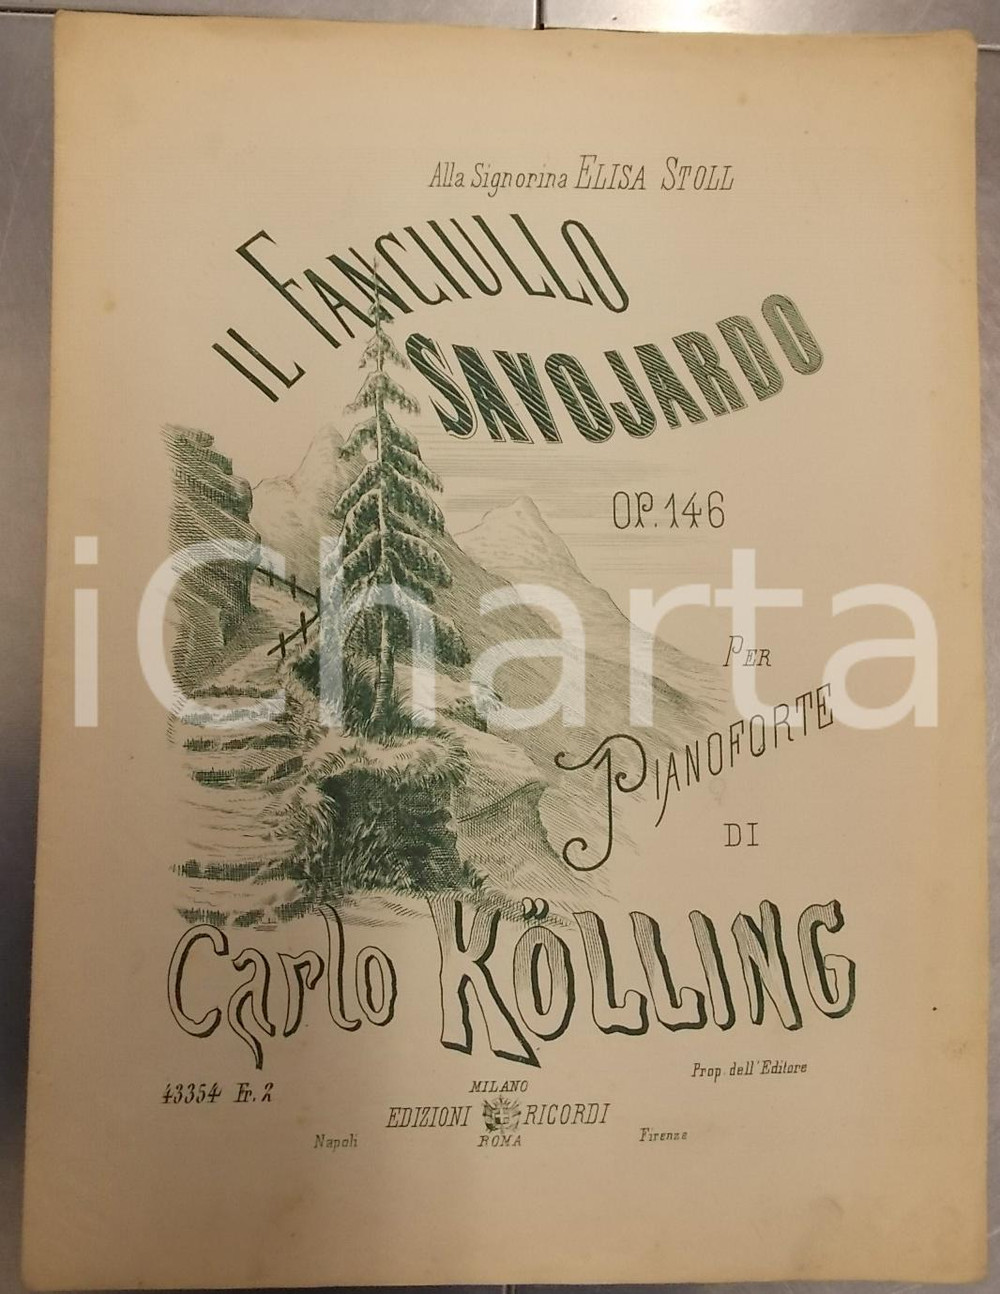 Alla Signorina ELISA STOLL
IL FANCIULLO
SAVOJARDO
OP. 146
iCharta
PER
PIANOFORTE
DI
Carlo KÖLLING
Prop. dell'Editore
43354 Fr. 2
MILANO
EDIZIONI RICORDI
Napoli ROMA Firenze